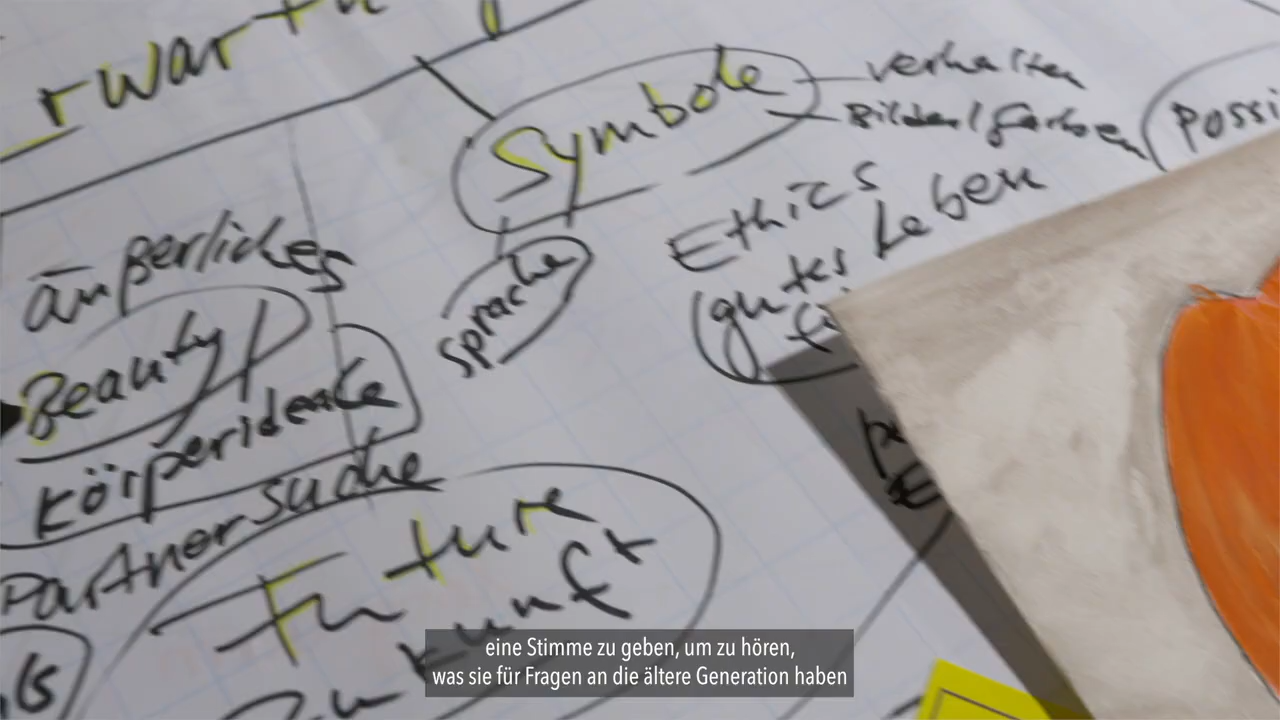 Symbole
verhalten
Bilder/Farben
Possi
Ethics
gutes Leben
sprache
äußerliches
Beauty/
Körperideale
Partnersuche
Future
Zukunft
eine Stimme zu geben, um zu hören,
was sie für Fragen an die ältere Generation haben